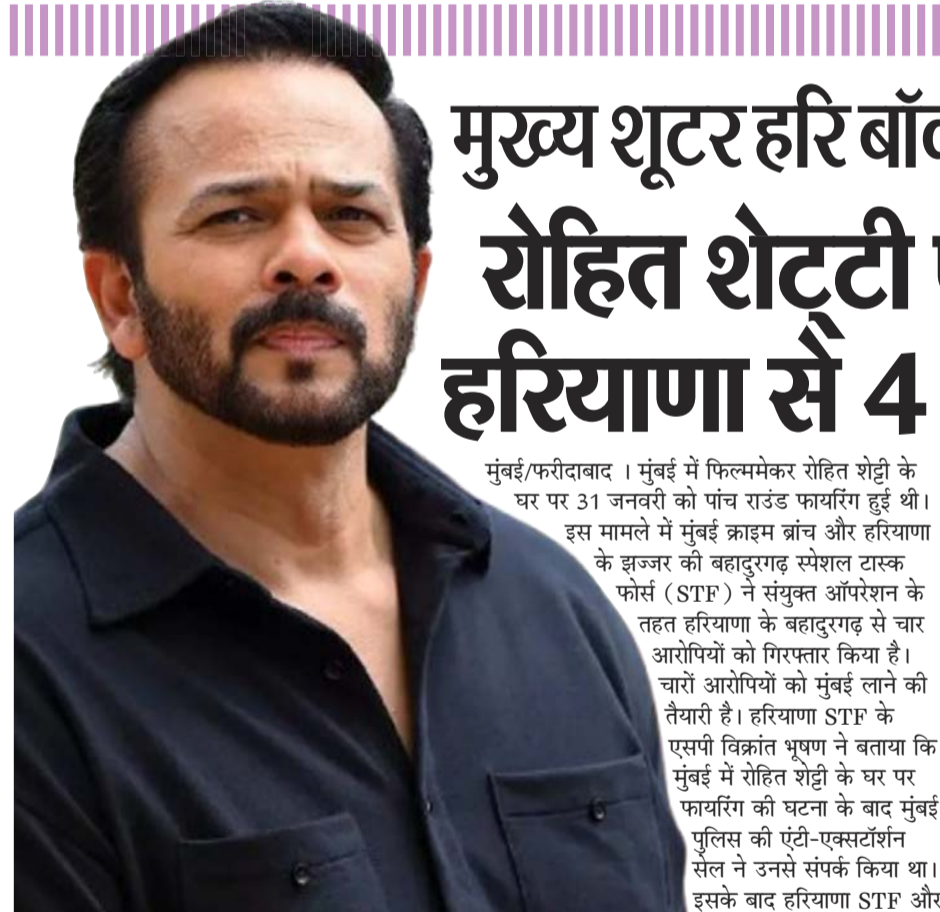 मुख्य शूटर हरि
रोहित शेट्टी
हरियाणा से 4
मुंबई/फरीदाबाद । मुंबई में फिल्ममेकर रोहित शेट्टी के
घर पर 31 जनवरी को पांच राउंड फायरिंग हुई थी।
इस मामले में मुंबई क्राइम ब्रांच और हरियाणा
के झज्जर की बहादुरगढ़ स्पेशल टास्क
फोर्स (STF) ने संयुक्त ऑपरेशन के
तहत हरियाणा के बहादुरगढ़ से चार
आरोपियों को गिरफ्तार किया है।
चारों आरोपियों को मुंबई लाने की
तैयारी है। हरियाणा STF के
एसपी विक्रांत भूषण ने बताया कि
मुंबई में रोहित शेट्टी के घर पर
फायरिंग की घटना के बाद मुंबई
पुलिस की एंटी-एक्सटॉर्शन
सेल ने उनसे संपर्क किया था।
इसके बाद हरियाणा STF और